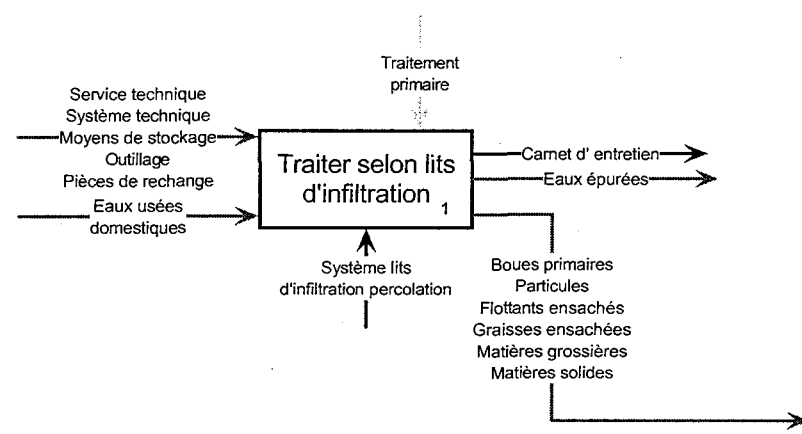 Traitement
primaire
Service technique
Système technique
Moyens de stockage
Outillage
Pièces de rechange
Eaux usées
domestiques
Traiter selon lits
d'infiltration
1
Carnet d' entretien
Eaux épurées
Système lits
d'infiltration percolation
Boues primaires
Particules
Flottants ensachés
Graisses ensachées
Matières grossières
Matières solides